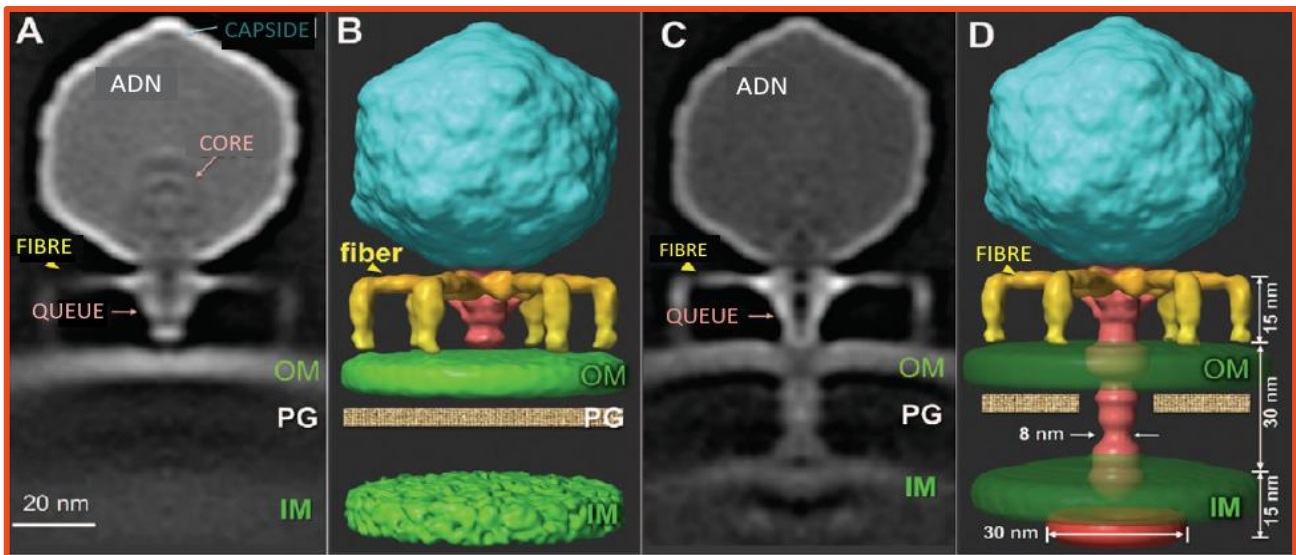 A
CAPSIDE
ADN
CORE
FIBRE
QUEUE
OM
PG
IM
20 nm
B
fiber
OM
PG
IM
C
ADN
FIBRE
QUEUE
OM
PG
IM
D
FIBRE
15 nm
OM
30 nm
8 nm
IM
15 nm
30 nm